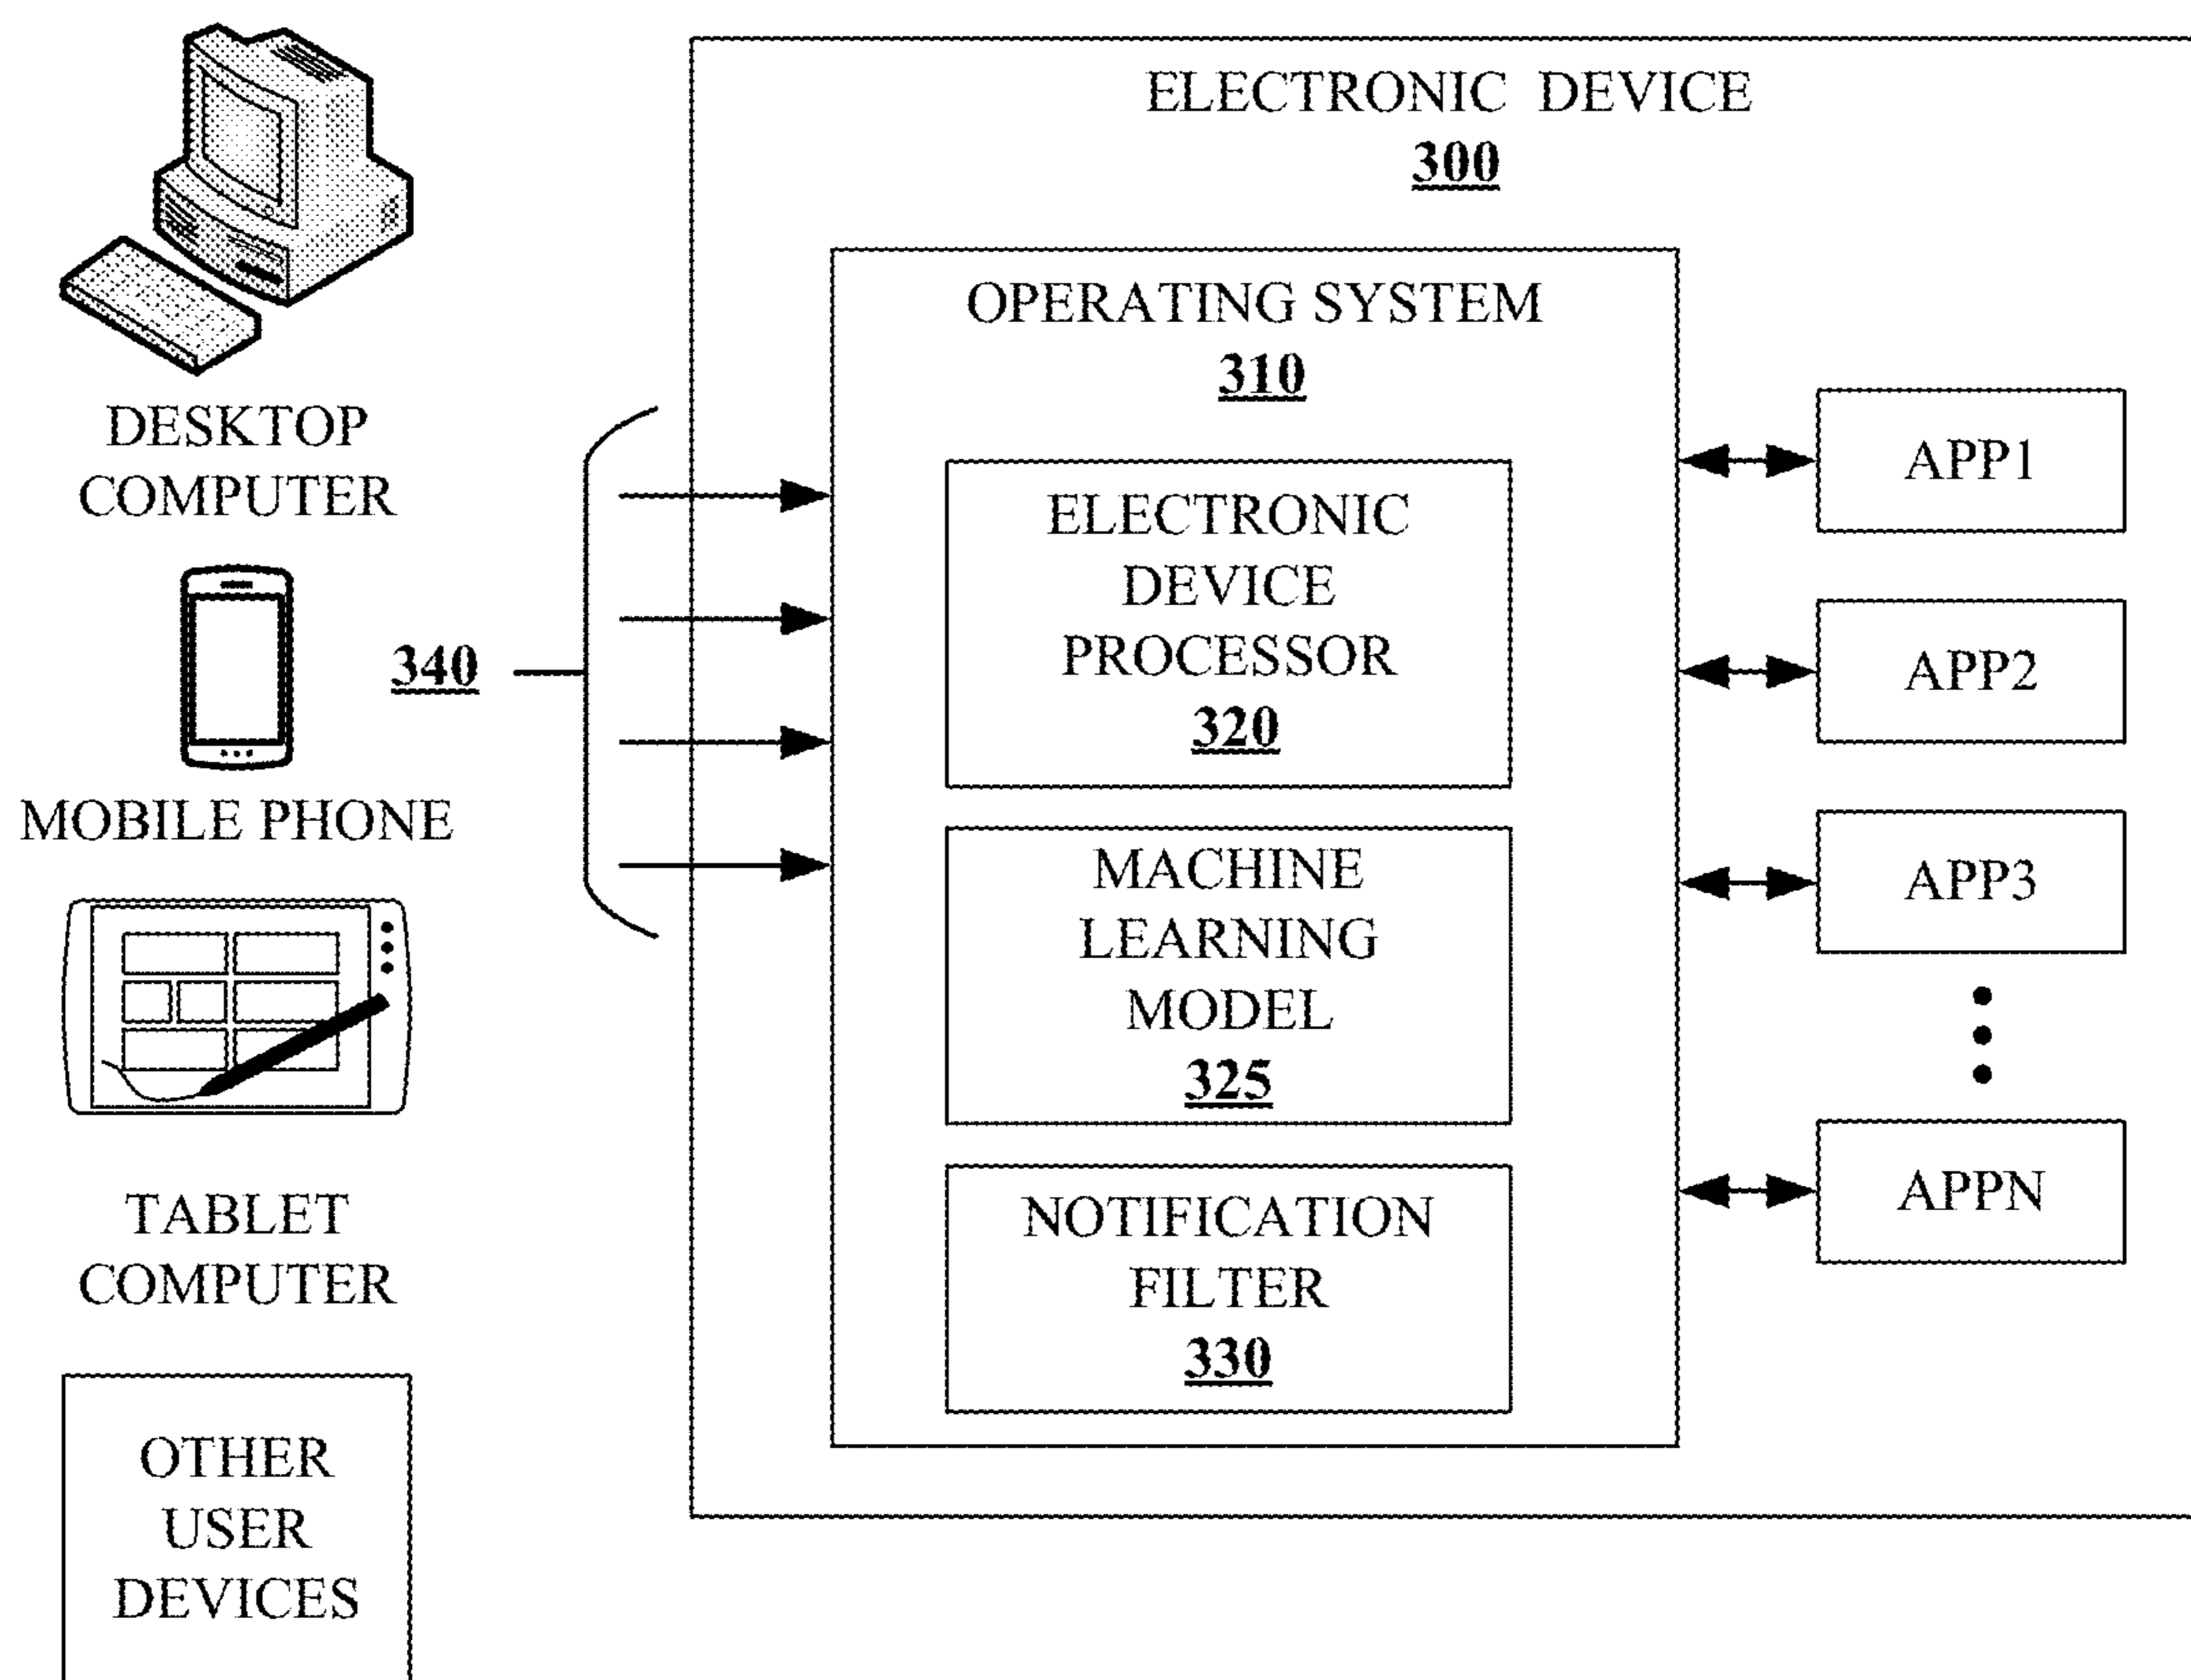 DESKTOP
COMPUTER
MOBILE PHONE
TABLET
COMPUTER
OTHER
USER
DEVICES
340
ELECTRONIC DEVICE
300
OPERATING SYSTEM
310
ELECTRONIC
DEVICE
PROCESSOR
320
MACHINE
LEARNING
MODEL
325
NOTIFICATION
FILTER
330
APP1
APP2
APP3
APPN